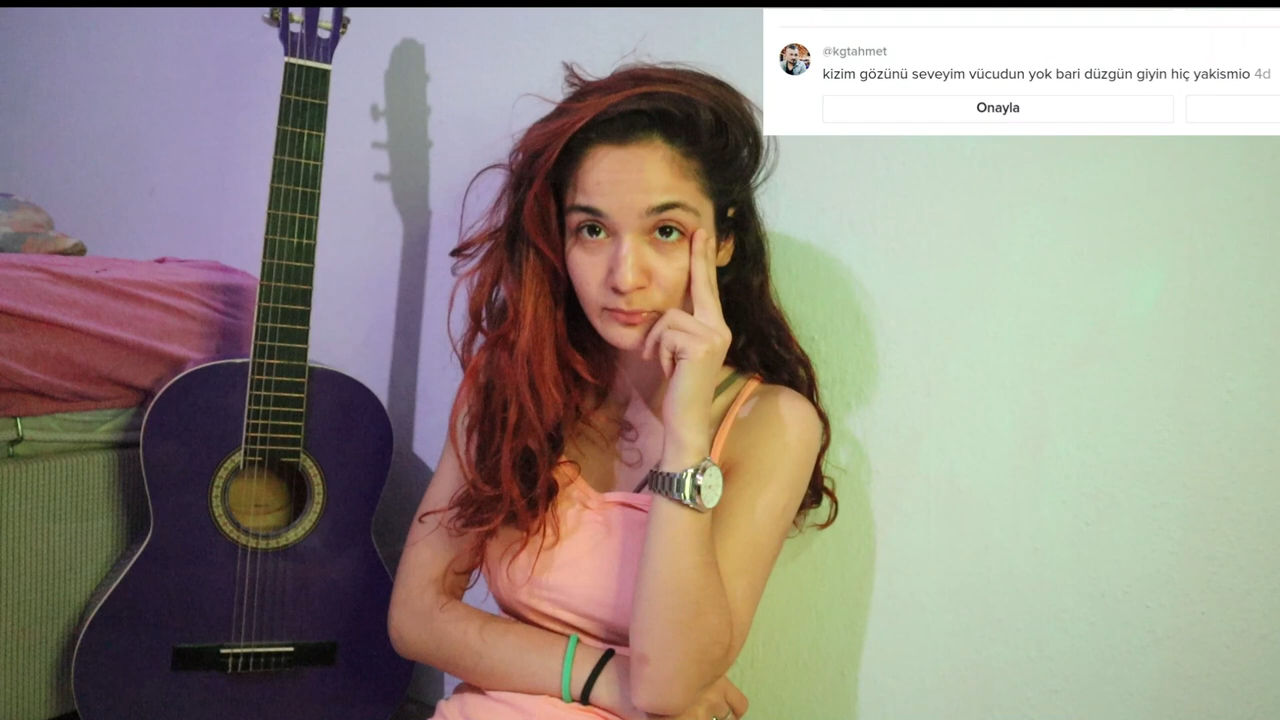 @kgtahmet
kizim gözünü seveyim vücudun yok bari düzgün giyin hiç yakismio 4d
Onayla